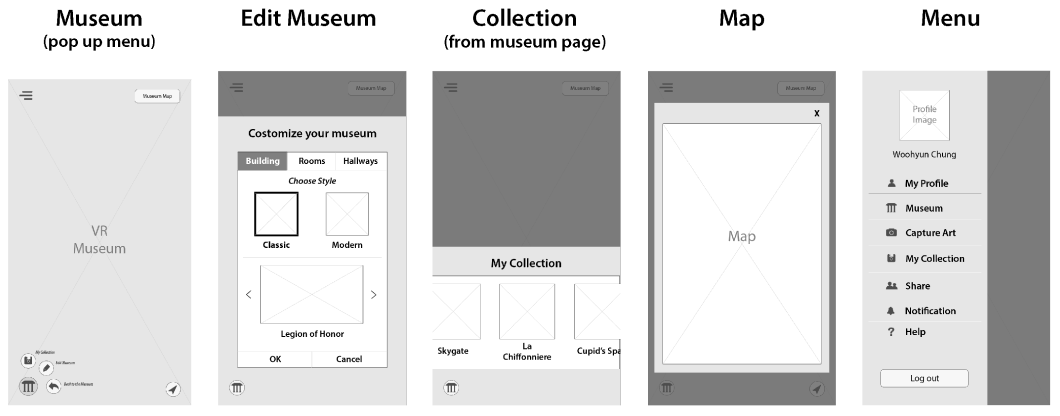 Museum
(pop up menu)
Museum Map
VR
Museum
My Collection
Edit Museum
Back to the Museum
Edit Museum
Museum Map
Costomize your museum
Building Rooms Hallways
Choose Style
Classic Modern
Legion of Honor
OK Cancel
Collection
(from museum page)
Museum Map
My Collection
Skygate
La
Chiffonniere
Cupid's Spa
Map
Museum Map
X
Map
Menu
Profile
Image
Woohyun Chung
My Profile
Museum
Capture Art
My Collection
Share
Notification
? Help
Log out